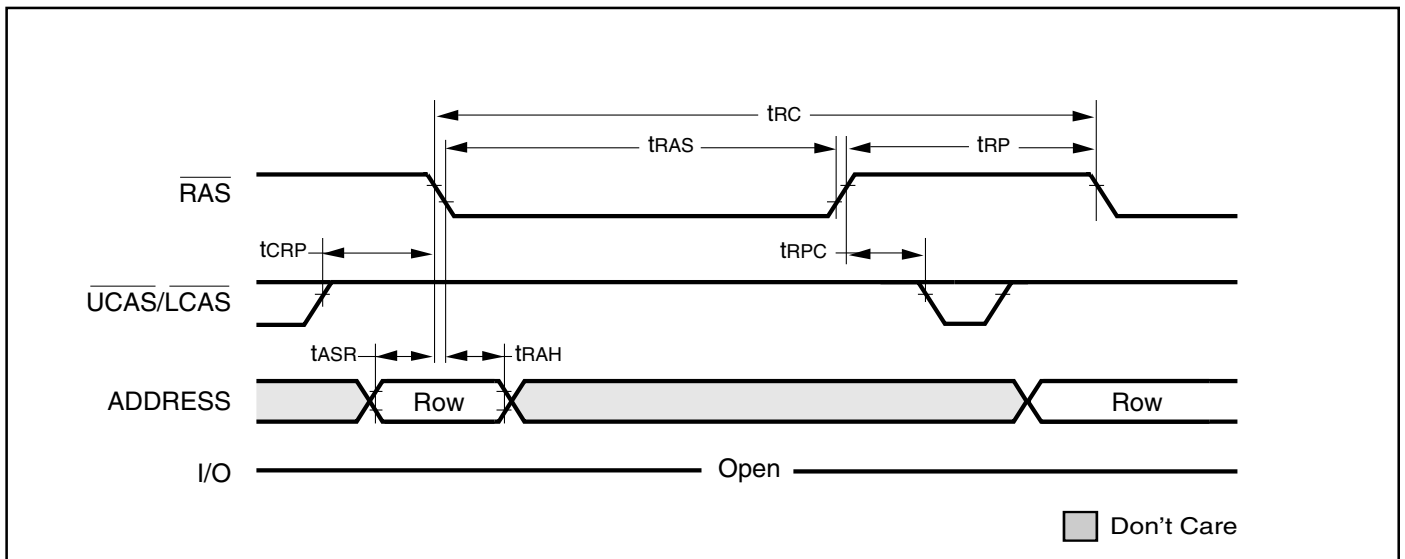 tRC
tRAS
tRP
RAS
tCRP
tRPC
UCAS/LCAS
tASR
tRAH
ADDRESS
Row
Row
I/O
Open
Don't Care